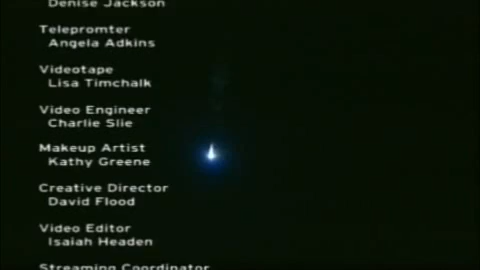 Denise Jackson
Telepromter
Angela Adkins
Videotape
Lisa Timchalk
Video Engineer
Charlie Slie
Makeup Artist
Kathy Greene
Creative Director
David Flood
Video Editor
Isaiah Headen
Streaming Coordinator